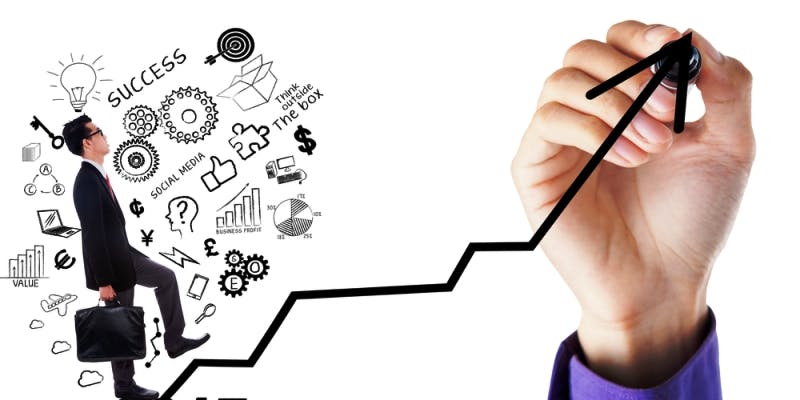 SUCCESS
Think
outside
The box
A
B
C
SOCIAL MEDIA
$
¢
?
¥
£
€
BUSINESS PROFIT
VALUE
S
O
E